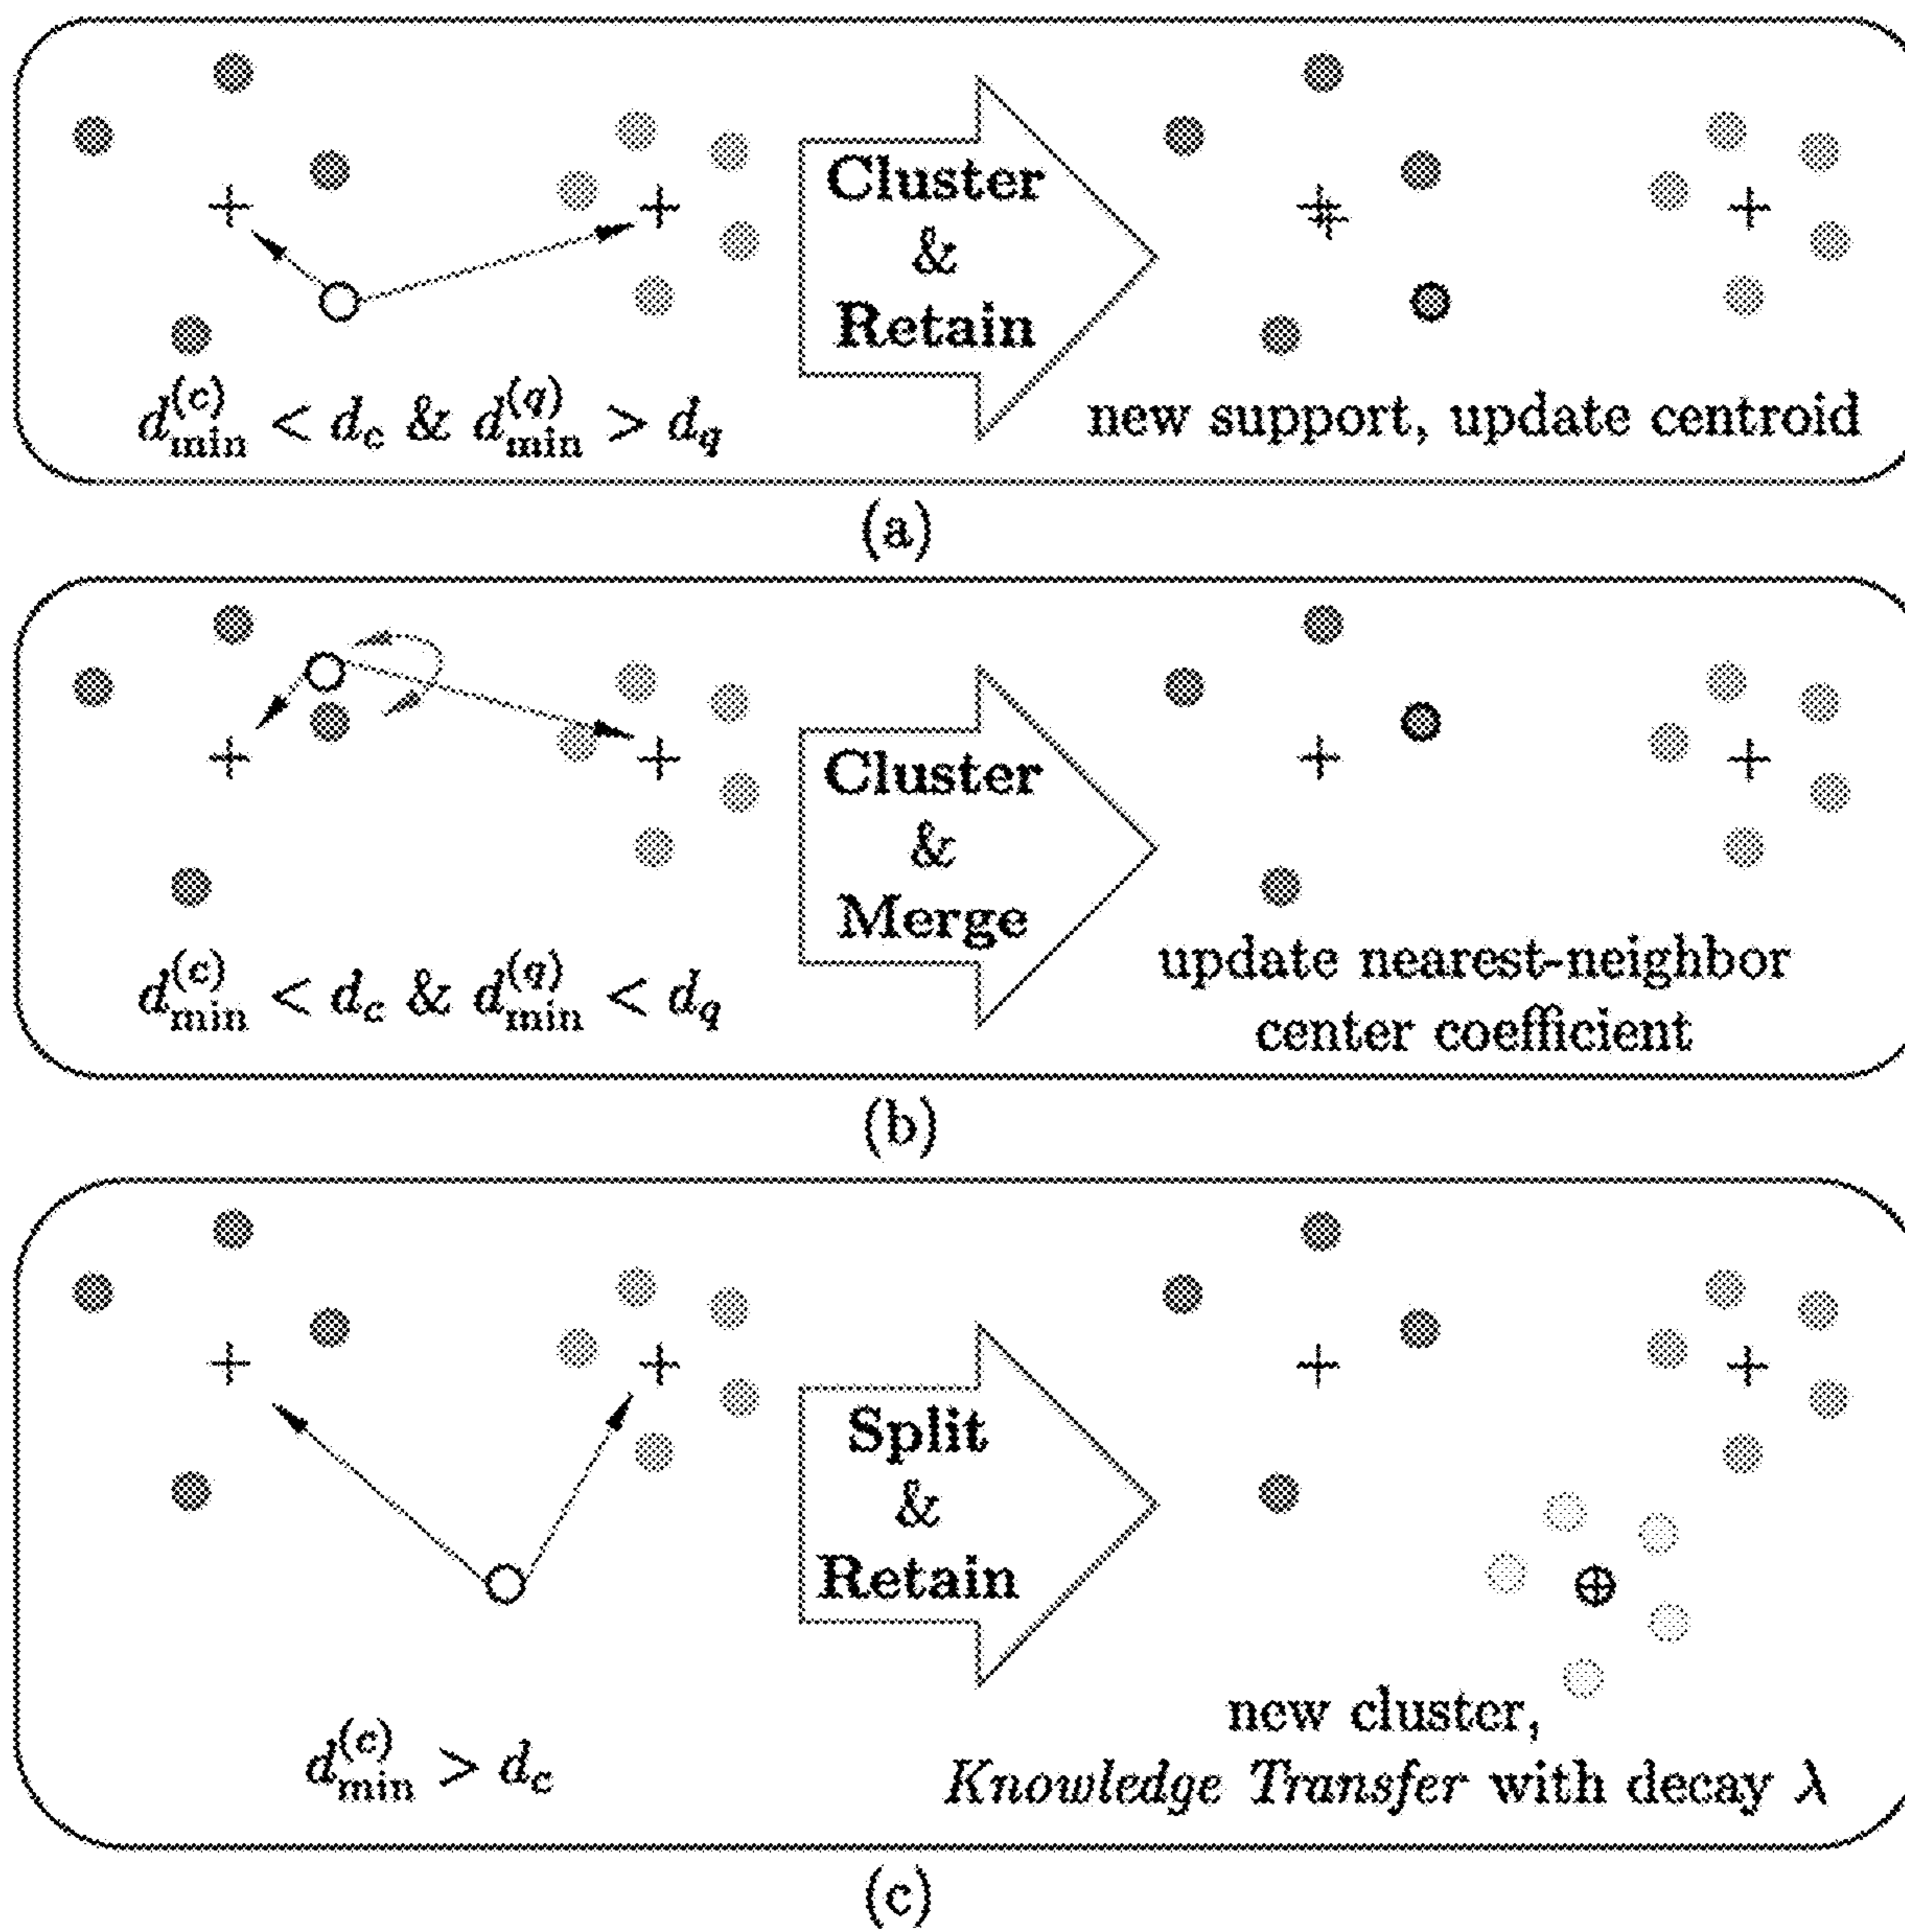 Cluster
&
Retain
d_min^(c) < d_c & d_min^(q) > d_q
new support, update centroid
(a)
Cluster
&
Merge
d_min^(c) < d_c & d_min^(q) < d_q
update nearest-neighbor
center coefficient
(b)
Split
&
Retain
d_min^(c) > d_c
new cluster,
Knowledge Transfer with decay λ
(c)